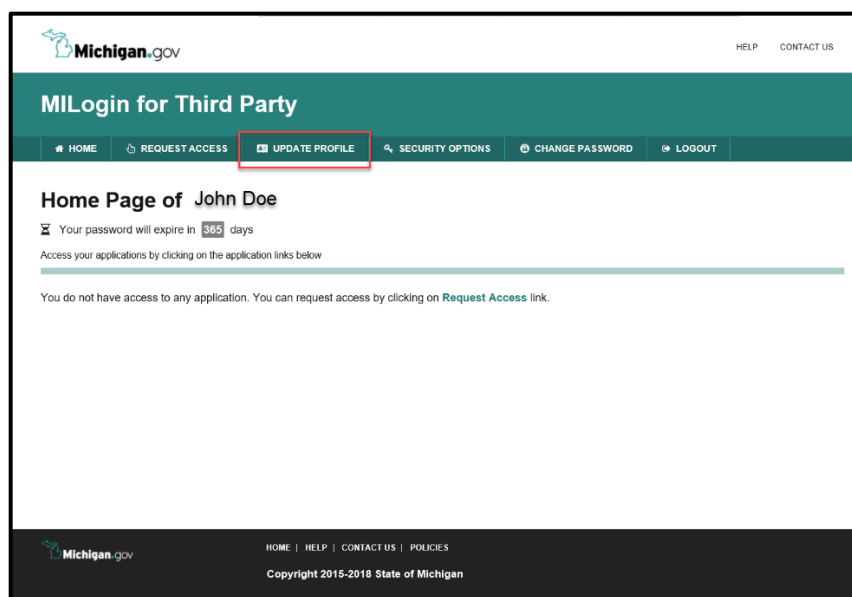 Michigan.gov
HELP CONTACT US
MILogin for Third Party
HOME REQUEST ACCESS UPDATE PROFILE SECURITY OPTIONS CHANGE PASSWORD LOGOUT
Home Page of John Doe
Your password will expire in 365 days
Access your applications by clicking on the application links below
You do not have access to any application. You can request access by clicking on Request Access link.
Michigan.gov
HOME | HELP | CONTACT US | POLICIES
Copyright 2015-2018 State of Michigan